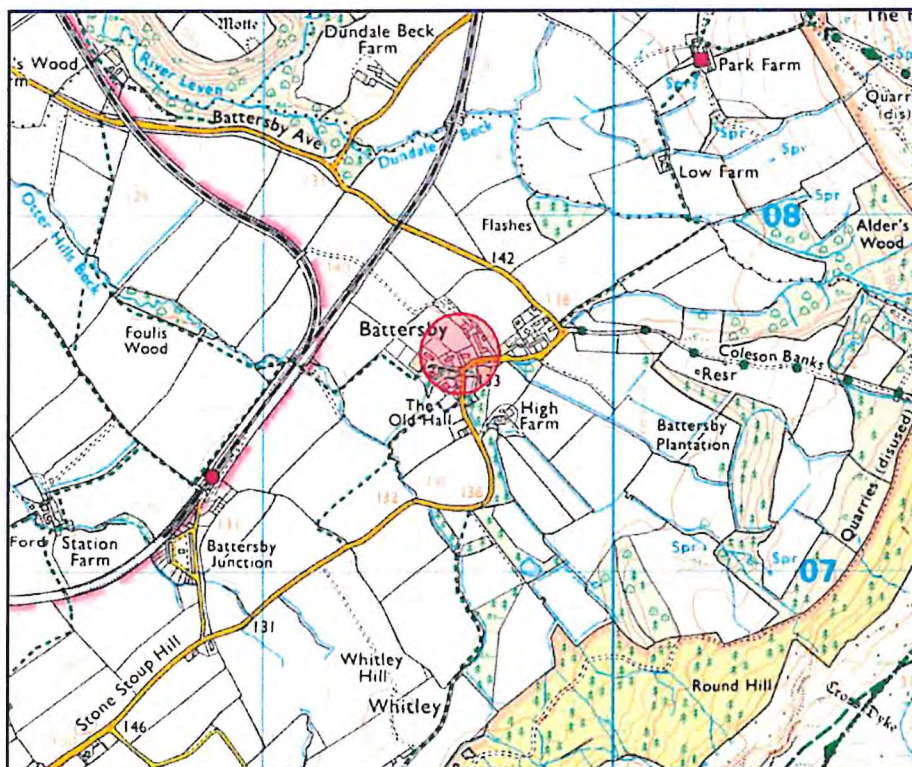 Motte
Dundale Beck
Farm
The
River Leven
's Wood
Park Farm
Spr
Quarries
(dis)
Battersby Ave
Dundale Beck
Spr
Spr
Low Farm
Spr
08
Alder's
Wood
Flashes
142
Otter Hills Beck
Foulis
Wood
Battersby
Coleson Banks
Resr
The
Old Hall
High
Farm
Battersby
Plantation
Quarries (disused)
132
136
Ford
Station
Farm
131
Battersby
Junction
Spr
Spr
07
131
Stone Stoup Hill
Whitley
Hill
Whitley
Round Hill
Cross Dyke
146